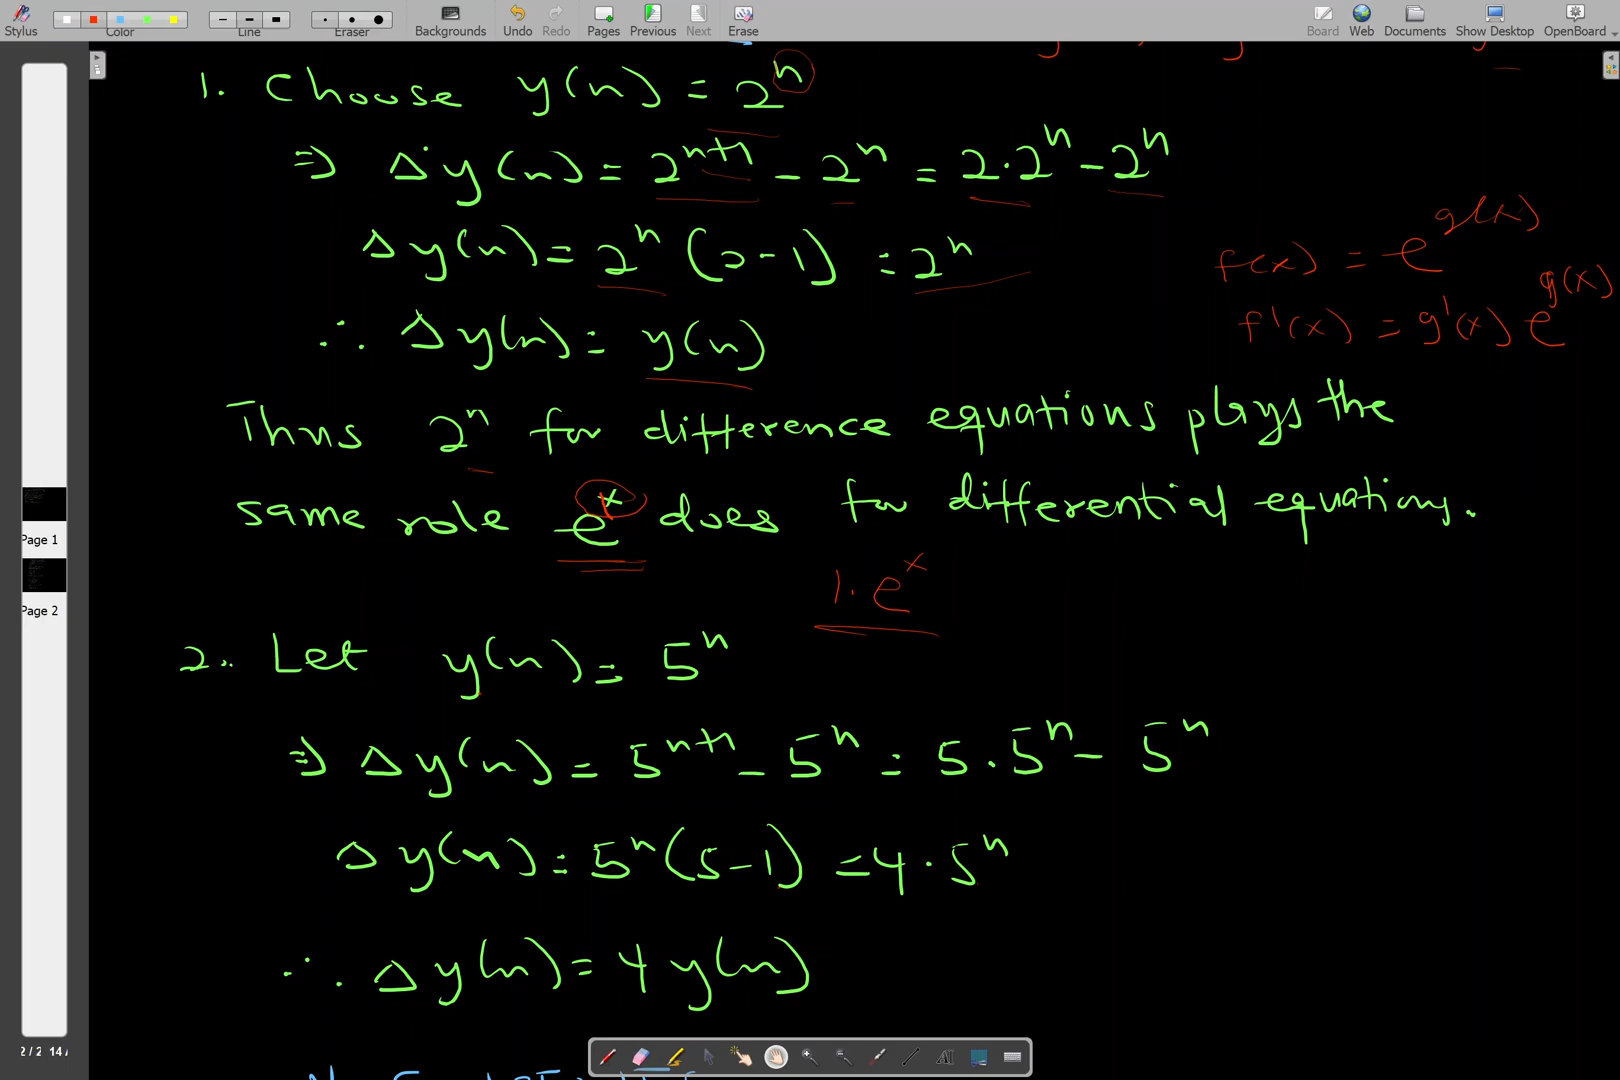 Stylus Color Line Eraser Backgrounds Undo Redo Pages Previous Next Erase Board Web Documents Show Desktop OpenBoard
1. Choose y(n) = 2^n
⇒ Δy(n) = 2^{n+1} - 2^n = 2·2^n - 2^n
Δy(n) = 2^n (2-1) = 2^n
f(x) = e^{g(x)}
f'(x) = g'(x) e^{g(x)}
∴ Δy(n) = y(n)
Thus 2^n for difference equations plays the
same role e^x does for differential equations.
1. e^x
2. Let y(n) = 5^n
⇒ Δy(n) = 5^{n+1} - 5^n = 5·5^n - 5^n
Δy(n) = 5^n (5-1) = 4·5^n
∴ Δy(n) = 4y(n)
Page 1
Page 2